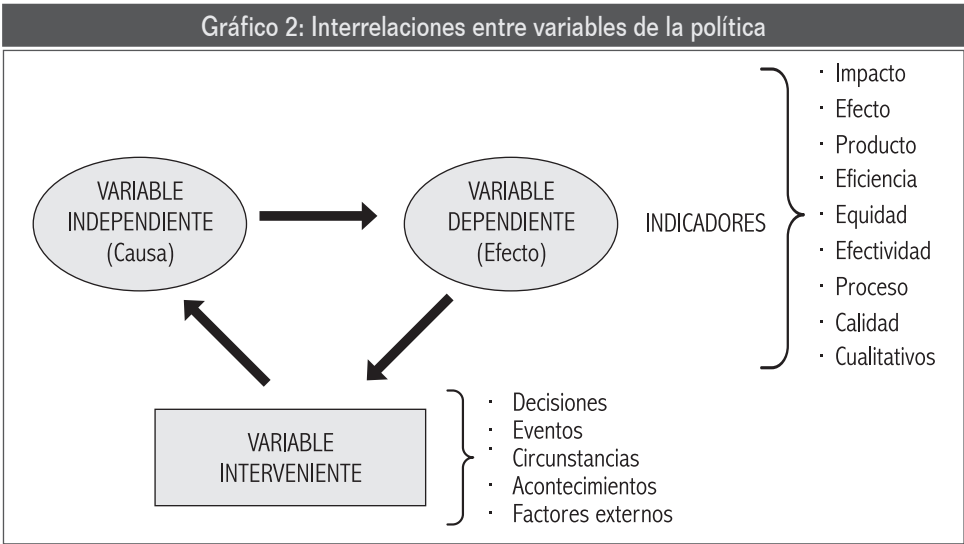 Gráfico 2: Interrelaciones entre variables de la política
VARIABLE
INDEPENDIENTE
(Causa)
VARIABLE
DEPENDIENTE
(Efecto)
INDICADORES
· Impacto
· Efecto
· Producto
· Eficiencia
· Equidad
· Efectividad
· Proceso
· Calidad
· Cualitativos
VARIABLE
INTERVENIENTE
· Decisiones
· Eventos
· Circunstancias
· Acontecimientos
· Factores externos